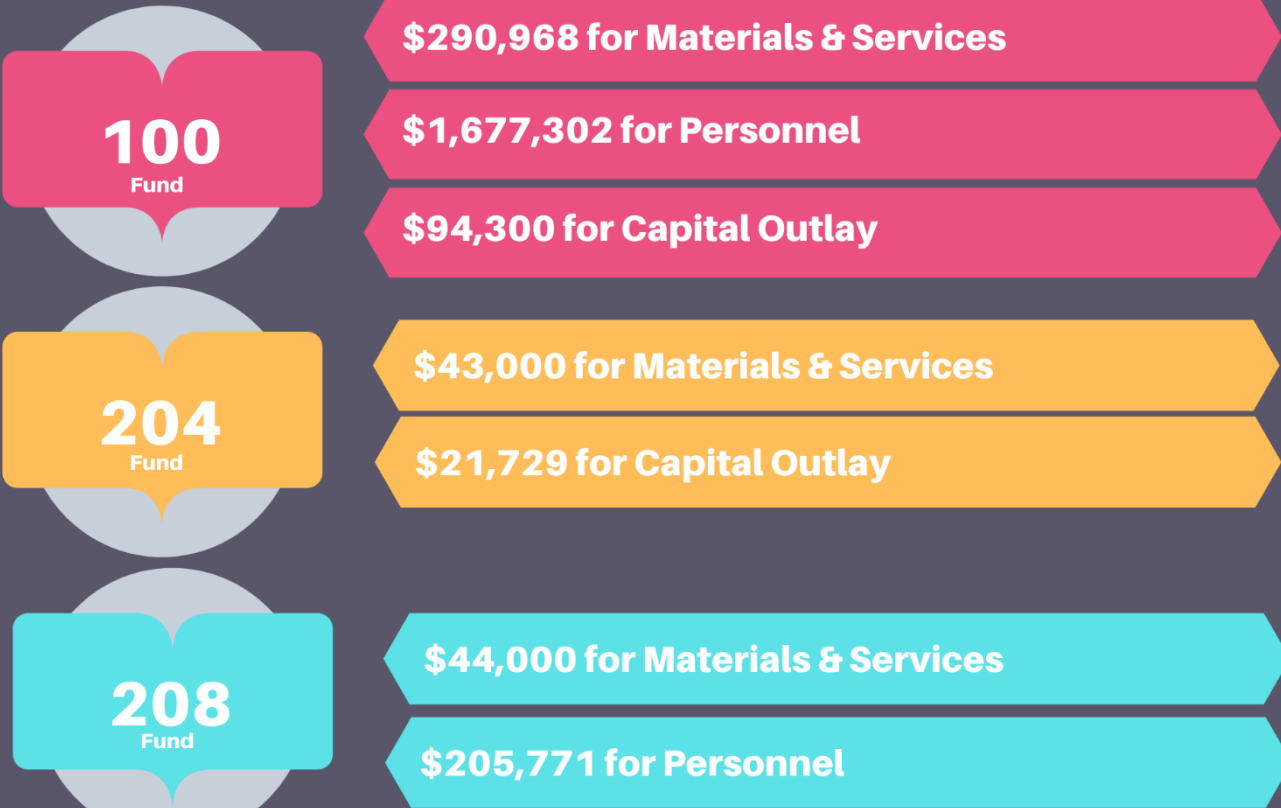 100
Fund
$290,968 for Materials & Services
$1,677,302 for Personnel
$94,300 for Capital Outlay
204
Fund
$43,000 for Materials & Services
$21,729 for Capital Outlay
208
Fund
$44,000 for Materials & Services
$205,771 for Personnel